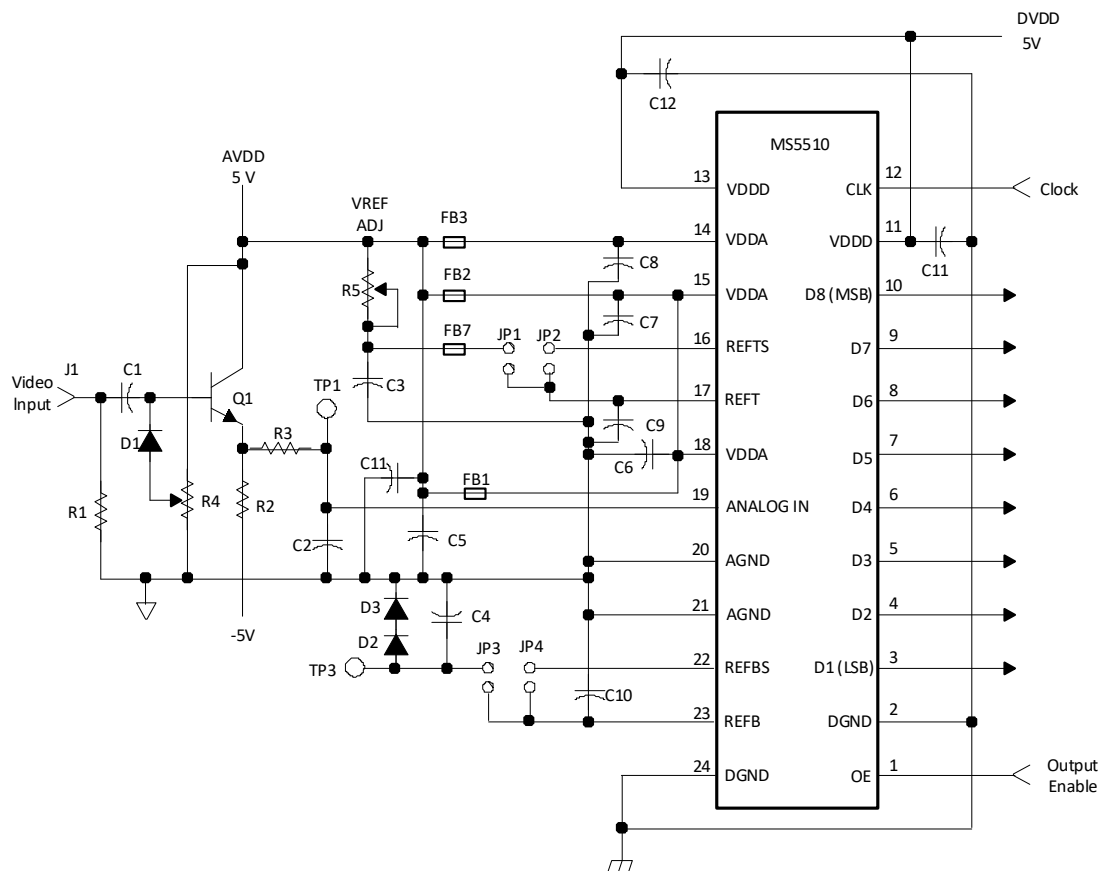 DVDD
5V
C12
MS5510
AVDD
5 V
13
VDDD
CLK
12
Clock
VREF
ADJ
FB3
14
VDDA
VDDD
11
C8
C11
R5
FB2
15
VDDA
D8 (MSB)
10
C7
FB7
JP1
JP2
16
REFTS
D7
9
Video
Input
J1
C1
Q1
TP1
C3
17
REFT
D6
8
D1
R3
C9
C6
18
VDDA
D5
7
C11
FB1
R1
R4
R2
19
ANALOG IN
D4
6
C2
C5
20
AGND
D3
5
D3
C4
21
AGND
D2
4
-5V
D2
TP3
JP3
JP4
22
REFBS
D1 (LSB)
3
C10
23
REFB
DGND
2
24
DGND
OE
1
Output
Enable